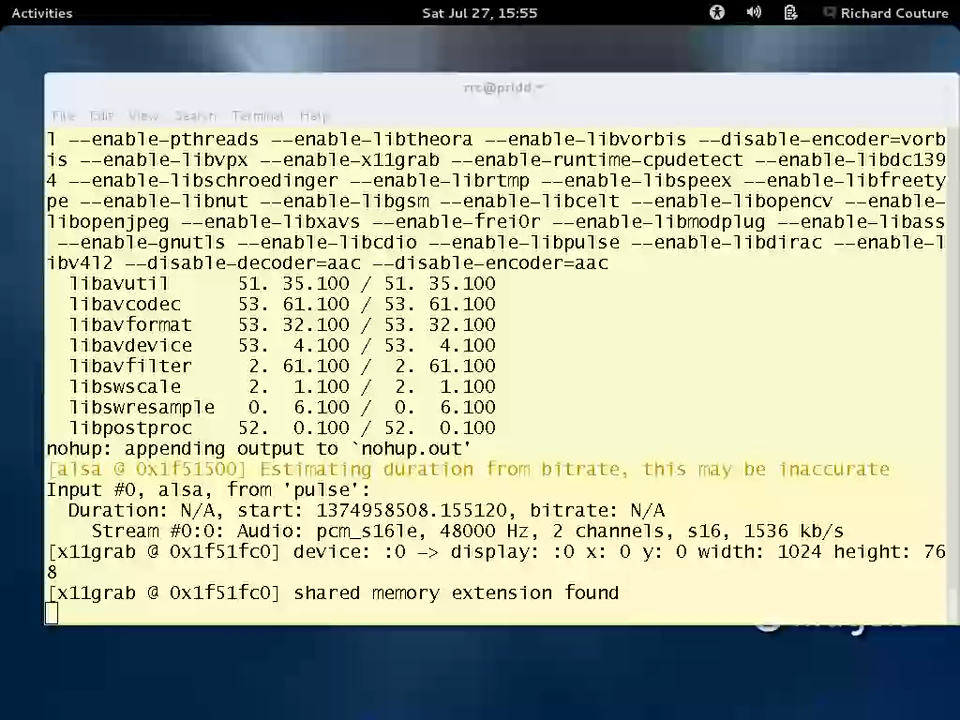 Activities
Sat Jul 27, 15:55
Richard Couture
rrc@pridd
File Edit View Search Terminal Help
l --enable-pthreads --enable-libtheora --enable-libvorbis --disable-encoder=vorb
is --enable-libvpx --enable-x11grab --enable-runtime-cpudetect --enable-libdc139
4 --enable-libschroedinger --enable-librtmp --enable-libspeex --enable-libfreety
pe --enable-libnut --enable-libgsm --enable-libcelt --enable-libopencv --enable-
libopenjpeg --enable-libxavs --enable-frei0r --enable-libmodplug --enable-libass
--enable-gnutls --enable-libcdio --enable-libpulse --enable-libdirac --enable-l
ibv4l2 --disable-decoder=aac --disable-encoder=aac
libavutil 51. 35.100 / 51. 35.100
libavcodec 53. 61.100 / 53. 61.100
libavformat 53. 32.100 / 53. 32.100
libavdevice 53. 4.100 / 53. 4.100
libavfilter 2. 61.100 / 2. 61.100
libswscale 2. 1.100 / 2. 1.100
libswresample 0. 6.100 / 0. 6.100
libpostproc 52. 0.100 / 52. 0.100
nohup: appending output to `nohup.out'
[alsa @ 0x1f51500] Estimating duration from bitrate, this may be inaccurate
Input #0, alsa, from 'pulse':
Duration: N/A, start: 1374958508.155120, bitrate: N/A
Stream #0:0: Audio: pcm_s16le, 48000 Hz, 2 channels, s16, 1536 kb/s
[x11grab @ 0x1f51fc0] device: :0 -> display: :0 x: 0 y: 0 width: 1024 height: 76
8
[x11grab @ 0x1f51fc0] shared memory extension found